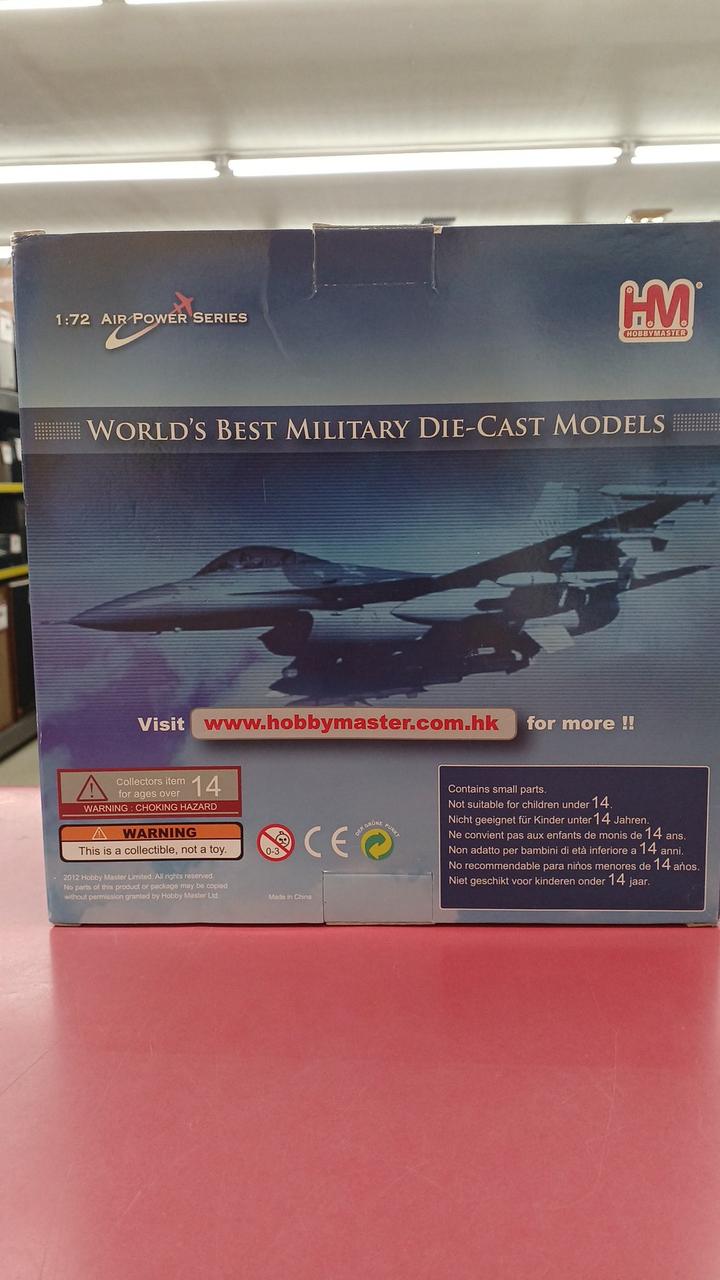 1:72 AIR POWER SERIES
HM
HOBBYMASTER
WORLD'S BEST MILITARY DIE-CAST MODELS
Visit www.hobbymaster.com.hk for more !!
Collectors item
for ages over 14
WARNING : CHOKING HAZARD
WARNING
This is a collectible, not a toy.
0-3
CE
DER GRÜNE PUNKT
2012 Hobby Master Limited. All rights reserved.
No parts of this product or package may be copied
without permission granted by Hobby Master Ltd.
Made in China
Contains small parts.
Not suitable for children under 14.
Nicht geeignet für Kinder unter 14 Jahren.
Ne convient pas aux enfants de monis de 14 ans.
Non adatto per bambini di età inferiore a 14 anni.
No recommendable para niños menores de 14 años.
Niet geschikt voor kinderen onder 14 jaar.